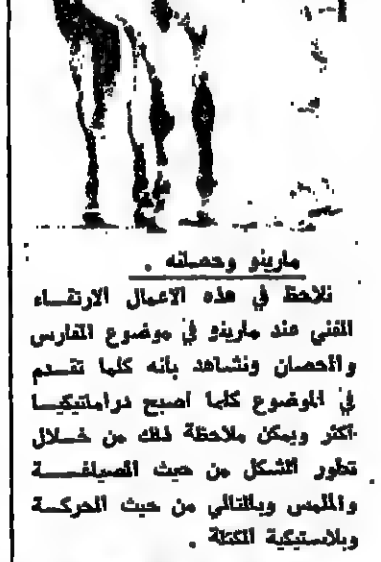 مارينو وحصانه .
نلاحظ في هذه الاعمال الارتقاء
الفني عند مارينو في موضوع الفارس
والحصان ونشاهد بأنه كلما تقدم
في الموضوع كلما اصبح دراماتيكيا
اكثر ويمكن ملاحظة ذلك من خلال
تطور الشكل من حيث الصياغة
والملمس وبالتالي من حيث الحركة
وبلاستيكية الكتلة .